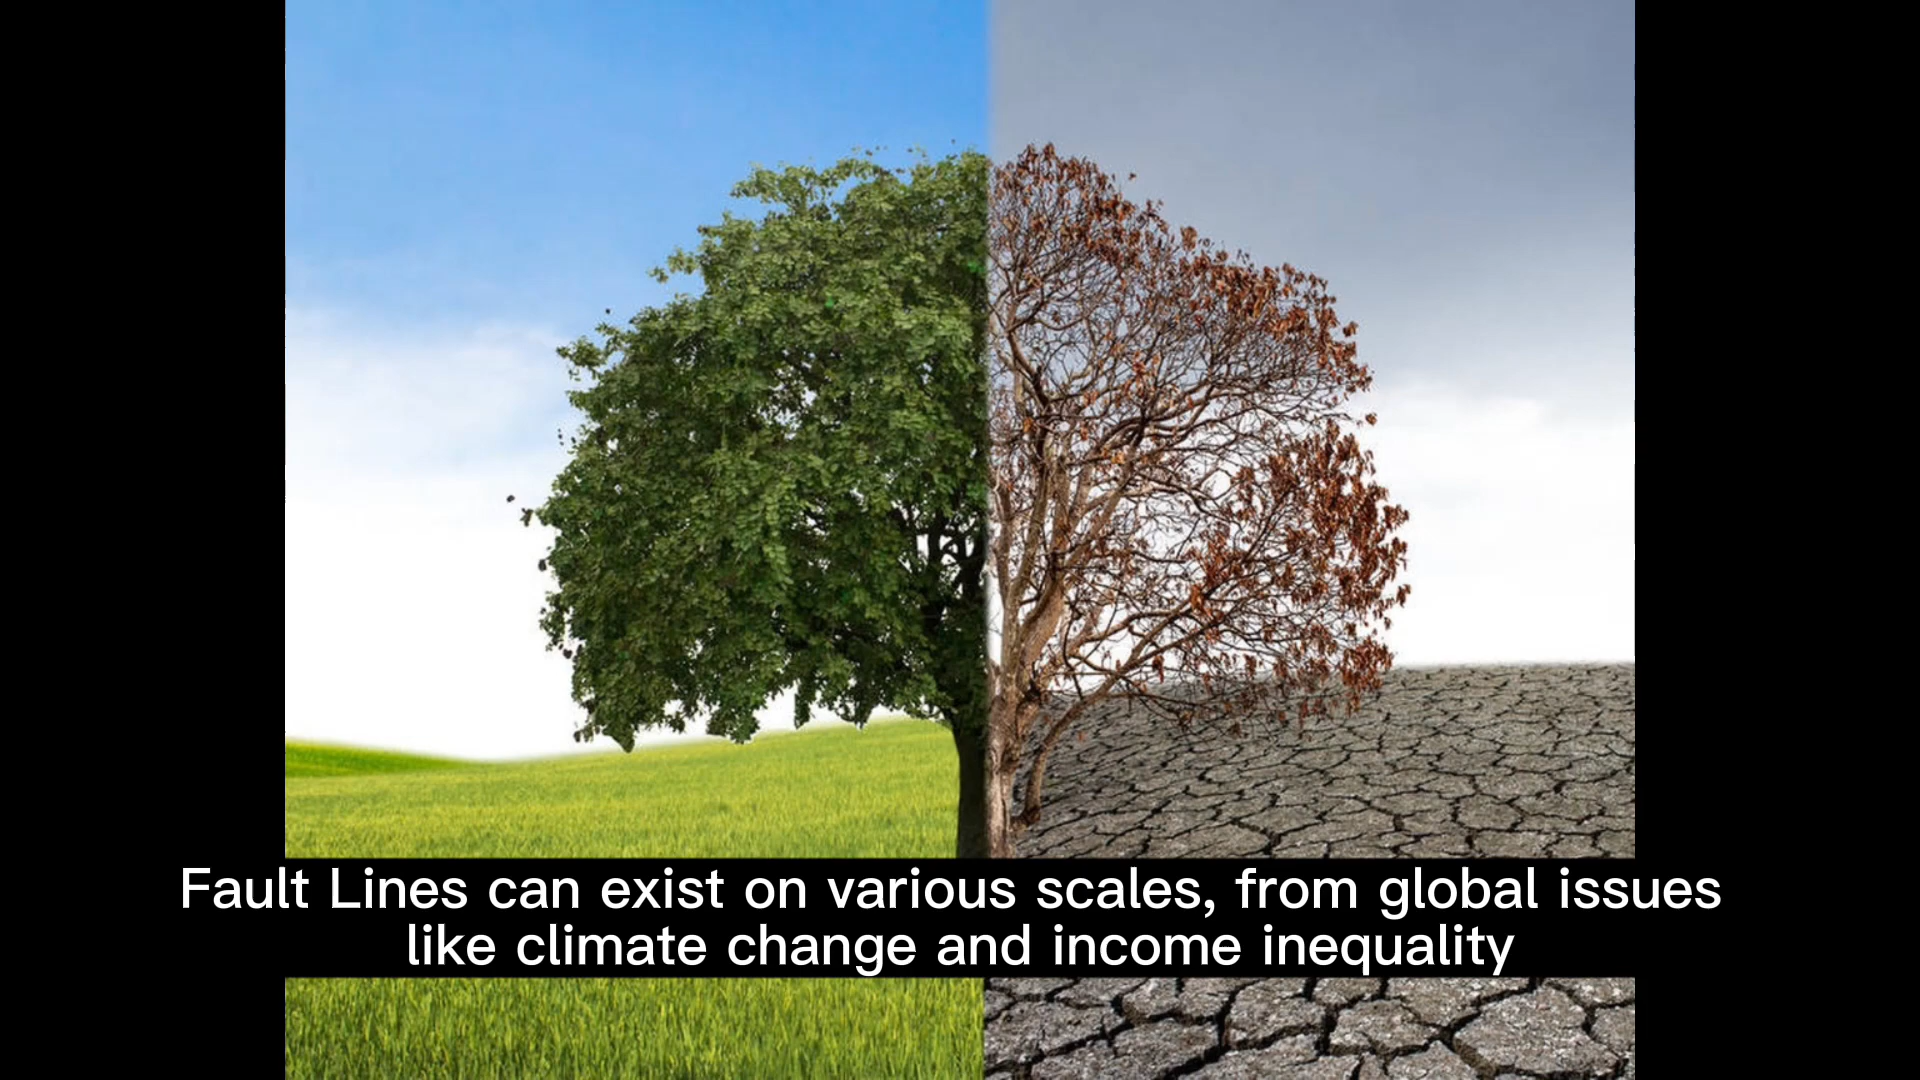 Fault Lines can exist on various scales, from global issues
like climate change and income inequality